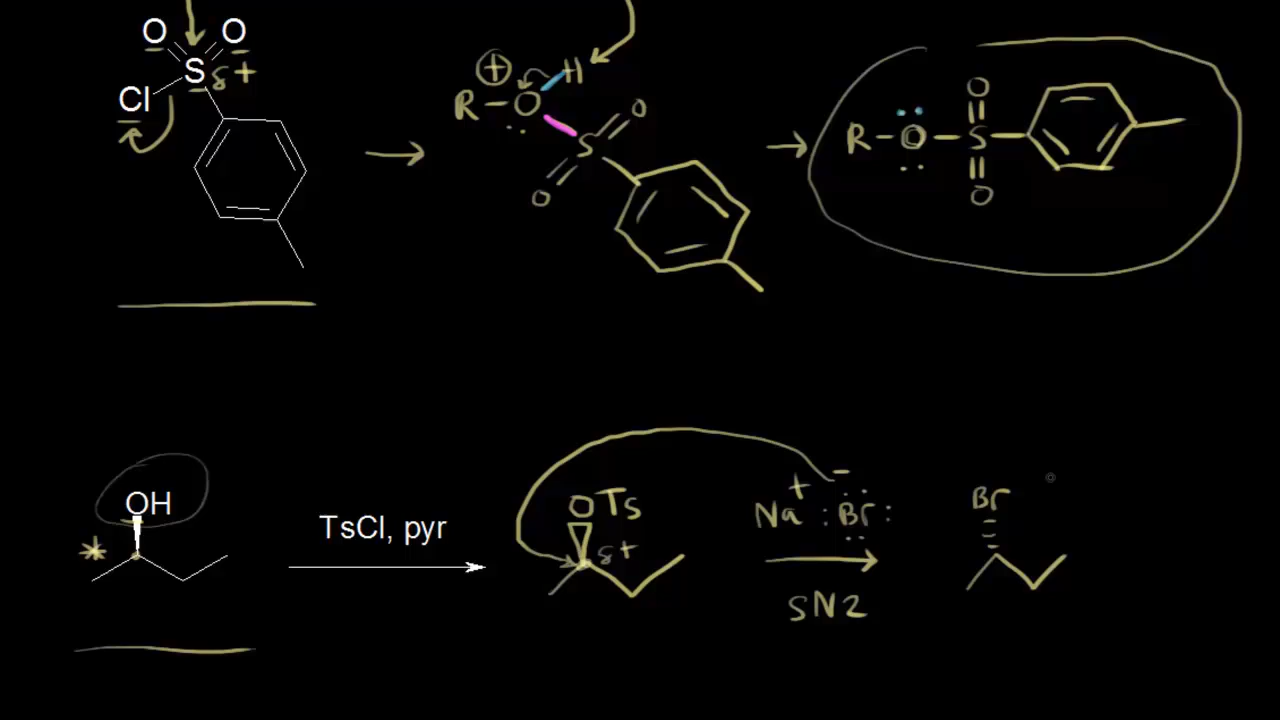 O O
S δ+
Cl
+ H
R - O
S
O
O
O
R - O - S
O
OH
*
TsCl, pyr
OTs
δ+
Na+ :Br:-
SN2
Br